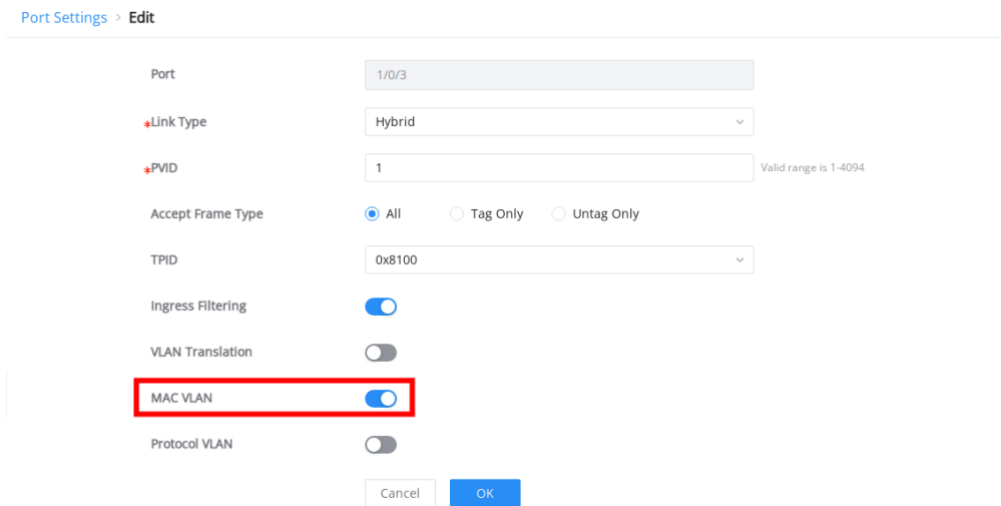 Port Settings > Edit
Port 1/0/3
*Link Type Hybrid
*PVID 1 Valid range is 1-4094
Accept Frame Type All Tag Only Untag Only
TPID 0x8100
Ingress Filtering
VLAN Translation
MAC VLAN
Protocol VLAN
Cancel OK